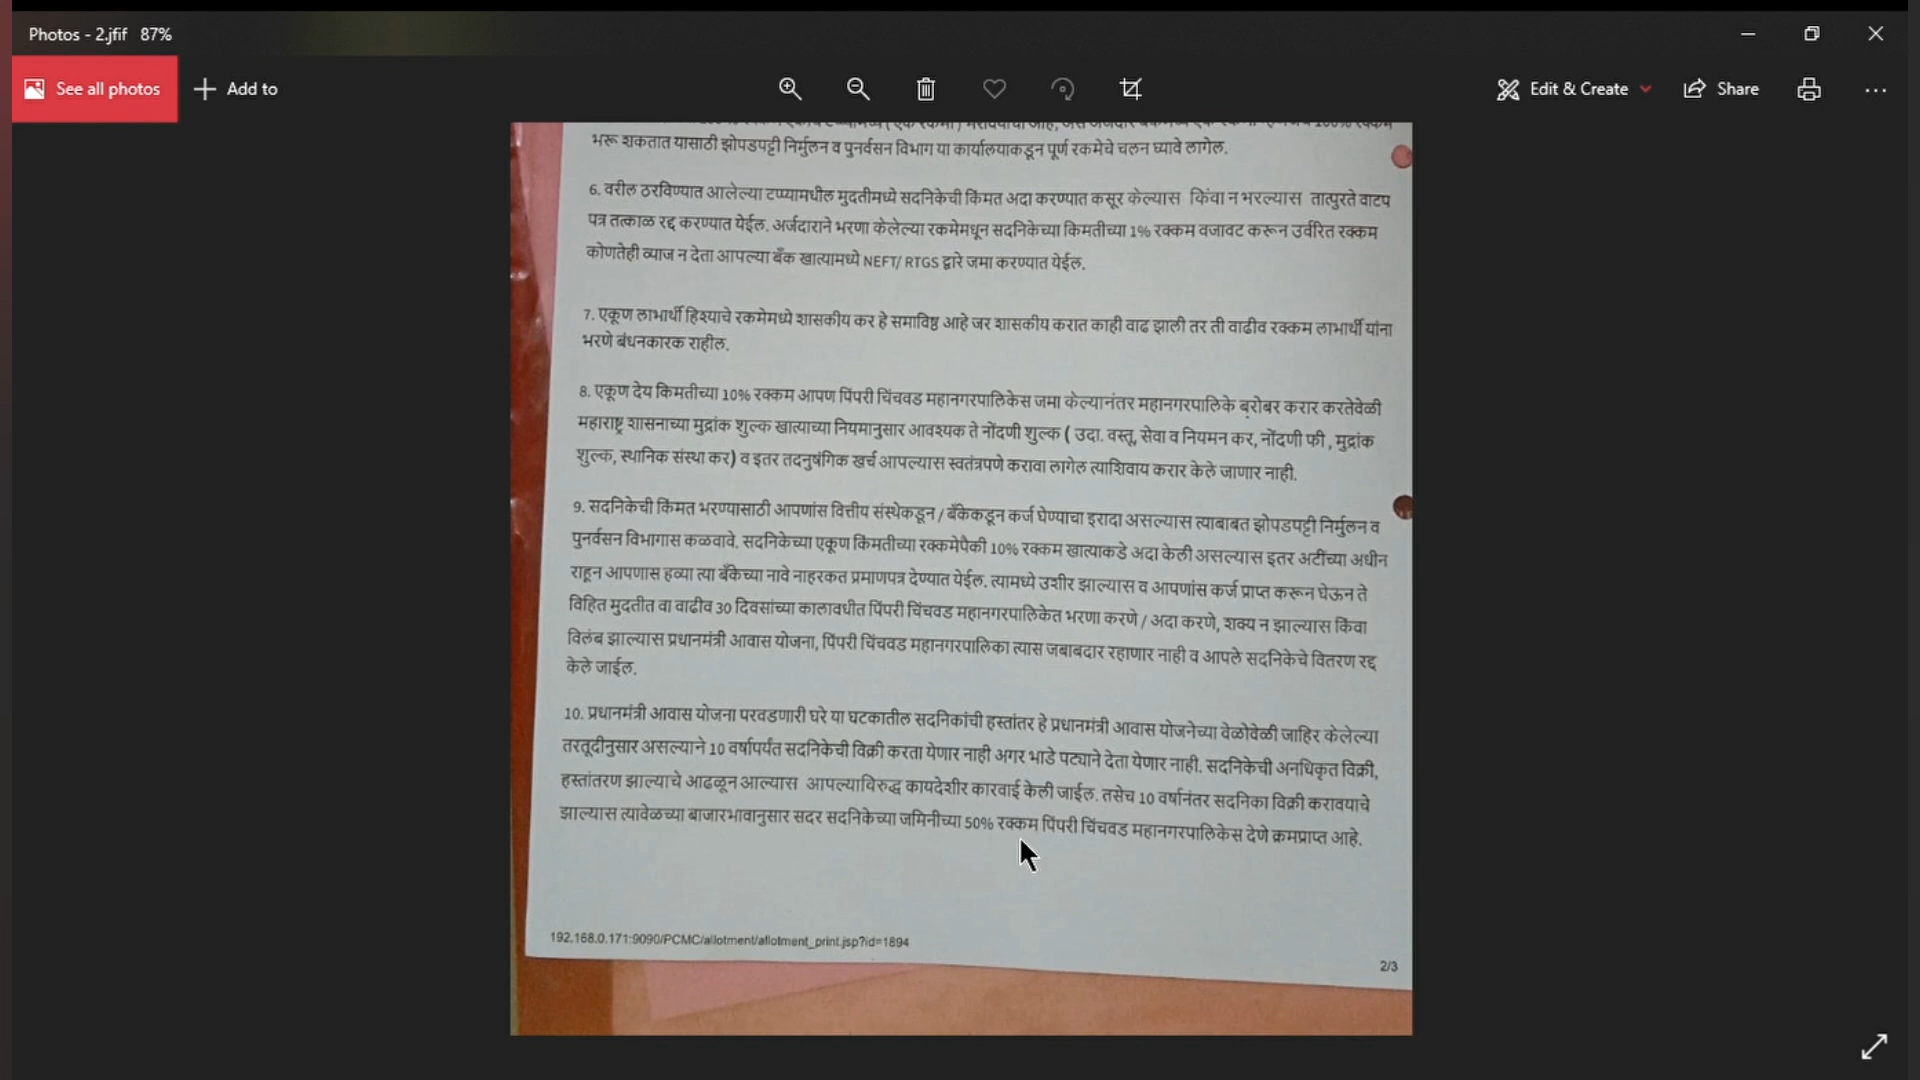 Photos - 2.jfif 87%
See all photos
Add to
Edit & Create
Share
भरू शकतात यासाठी झोपडपट्टी निर्मुलन व पुनर्वसन विभाग या कार्यालयाकडून पूर्ण रकमेचे चलन घ्यावे लागेल.
6. वरील ठरविण्यात आलेल्या टप्प्यामधील मुदतीमध्ये सदनिकेची किंमत अदा करण्यात कसूर केल्यास किंवा न भरल्यास तात्पुरते वाटप
पत्र तत्काळ रद्द करण्यात येईल. अर्जदाराने भरणा केलेल्या रकमेमधून सदनिकेच्या किमतीच्या 1% रक्कम वजावट करून उर्वरित रक्कम
कोणतेही व्याज न देता आपल्या बँक खात्यामध्ये NEFT/ RTGS द्वारे जमा करण्यात येईल.
7. एकूण लाभार्थी हिश्याचे रकमेमध्ये शासकीय कर हे समाविष्ठ आहे जर शासकीय करात काही वाढ झाली तर ती वाढीव रक्कम लाभार्थी यांना
भरणे बंधनकारक राहील.
8. एकूण देय किमतीच्या 10% रक्कम आपण पिंपरी चिंचवड महानगरपालिकेस जमा केल्यानंतर महानगरपालिके बरोबर करार करतेवेळी
महाराष्ट्र शासनाच्या मुद्रांक शुल्क खात्याच्या नियमानुसार आवश्यक ते नोंदणी शुल्क ( उदा. वस्तू, सेवा व नियमन कर, नोंदणी फी , मुद्रांक
शुल्क, स्थानिक संस्था कर) व इतर तदनुषंगिक खर्च आपल्यास स्वतंत्रपणे करावा लागेल त्याशिवाय करार केले जाणार नाही.
9. सदनिकेची किंमत भरण्यासाठी आपणांस वित्तीय संस्थेकडून / बँकेकडून कर्ज घेण्याचा इरादा असल्यास त्याबाबत झोपडपट्टी निर्मुलन व
पुनर्वसन विभागास कळवावे. सदनिकेच्या एकूण किंमतीच्या रक्कमेपैकी 10% रक्कम खात्याकडे अदा केली असल्यास इतर अटींच्या अधीन
राहून आपणास हव्या त्या बँकेच्या नावे नाहरकत प्रमाणपत्र देण्यात येईल. त्यामध्ये उशीर झाल्यास व आपणांस कर्ज प्राप्त करून घेऊन ते
विहित मुदतीत वा वाढीव 30 दिवसांच्या कालावधीत पिंपरी चिंचवड महानगरपालिकेत भरणा करणे / अदा करणे, शक्य न झाल्यास किंवा
विलंब झाल्यास प्रधानमंत्री आवास योजना, पिंपरी चिंचवड महानगरपालिका त्यास जबाबदार रहाणार नाही व आपले सदनिकेचे वितरण रद्द
केले जाईल.
10. प्रधानमंत्री आवास योजना परवडणारी घरे या घटकातील सदनिकांची हस्तांतर हे प्रधानमंत्री आवास योजनेच्या वेळोवेळी जाहिर केलेल्या
तरतूदीनुसार असल्याने 10 वर्षापर्यंत सदनिकेची विक्री करता येणार नाही अगर भाडे पट्याने देता येणार नाही. सदनिकेची अनधिकृत विक्री,
हस्तांतरण झाल्याचे आढळून आल्यास आपल्याविरुद्ध कायदेशीर कारवाई केली जाईल. तसेच 10 वर्षानंतर सदनिका विक्री करावयाचे
झाल्यास त्यावेळच्या बाजारभावानुसार सदर सदनिकेच्या जमिनीच्या 50% रक्कम पिंपरी चिंचवड महानगरपालिकेस देणे क्रमप्राप्त आहे.
192.168.0.171:9090/PCMC/allotment/allotment_print.jsp?id=1894
2/3